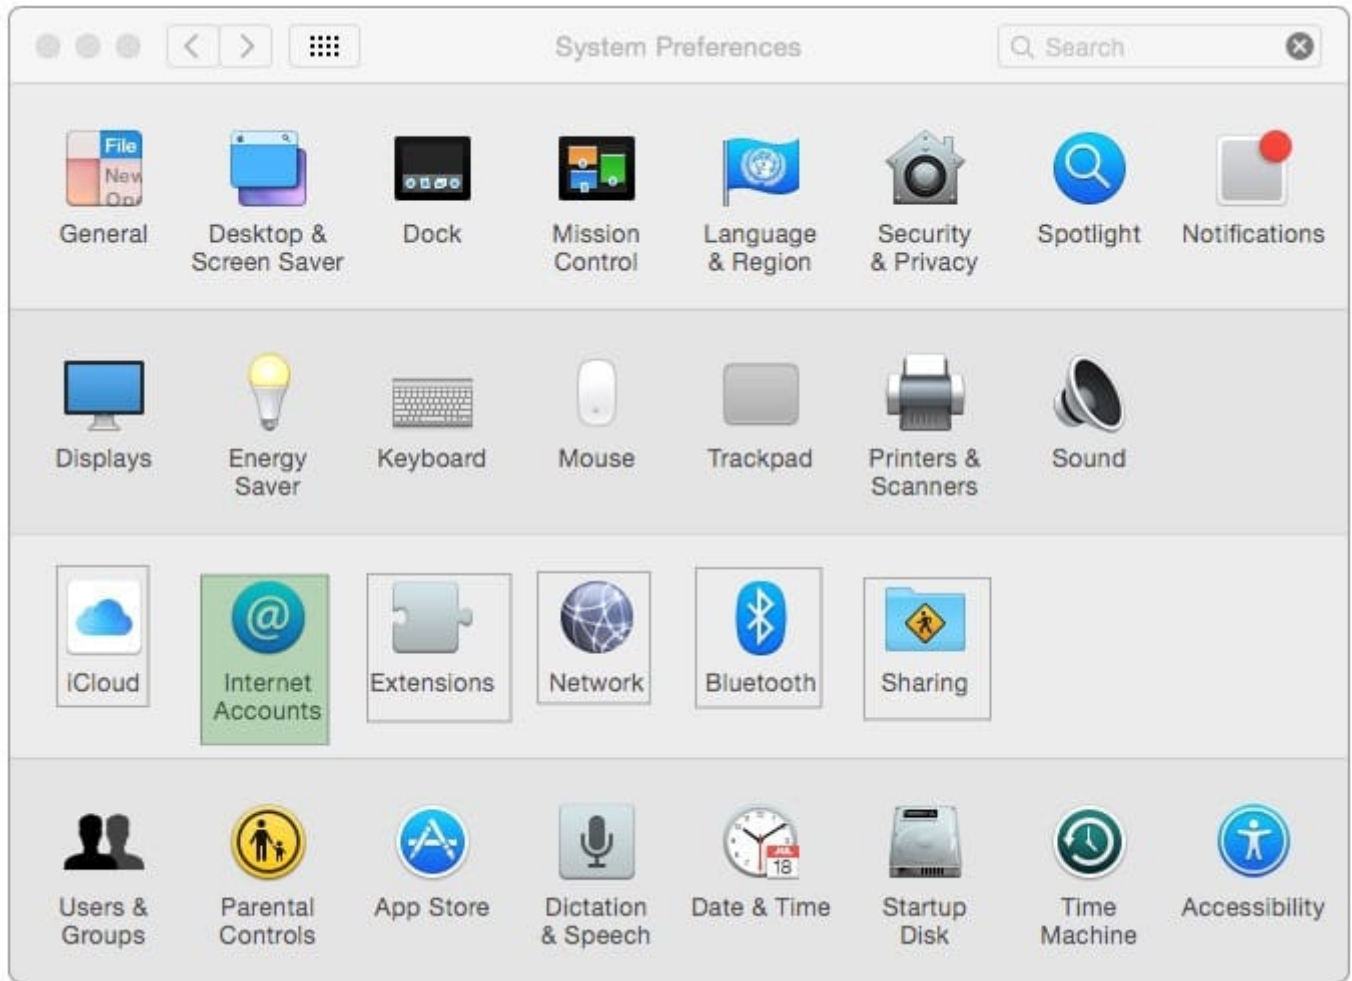 System Preferences
Search
File
New
General
Desktop &
Screen Saver
Dock
Mission
Control
Language
& Region
Security
& Privacy
Spotlight
Notifications
Displays
Energy
Saver
Keyboard
Mouse
Trackpad
Printers &
Scanners
Sound
iCloud
@
Internet
Accounts
Extensions
Network
Bluetooth
Sharing
Users &
Groups
Parental
Controls
App Store
Dictation
& Speech
JUL
18
Date & Time
Startup
Disk
Time
Machine
Accessibility